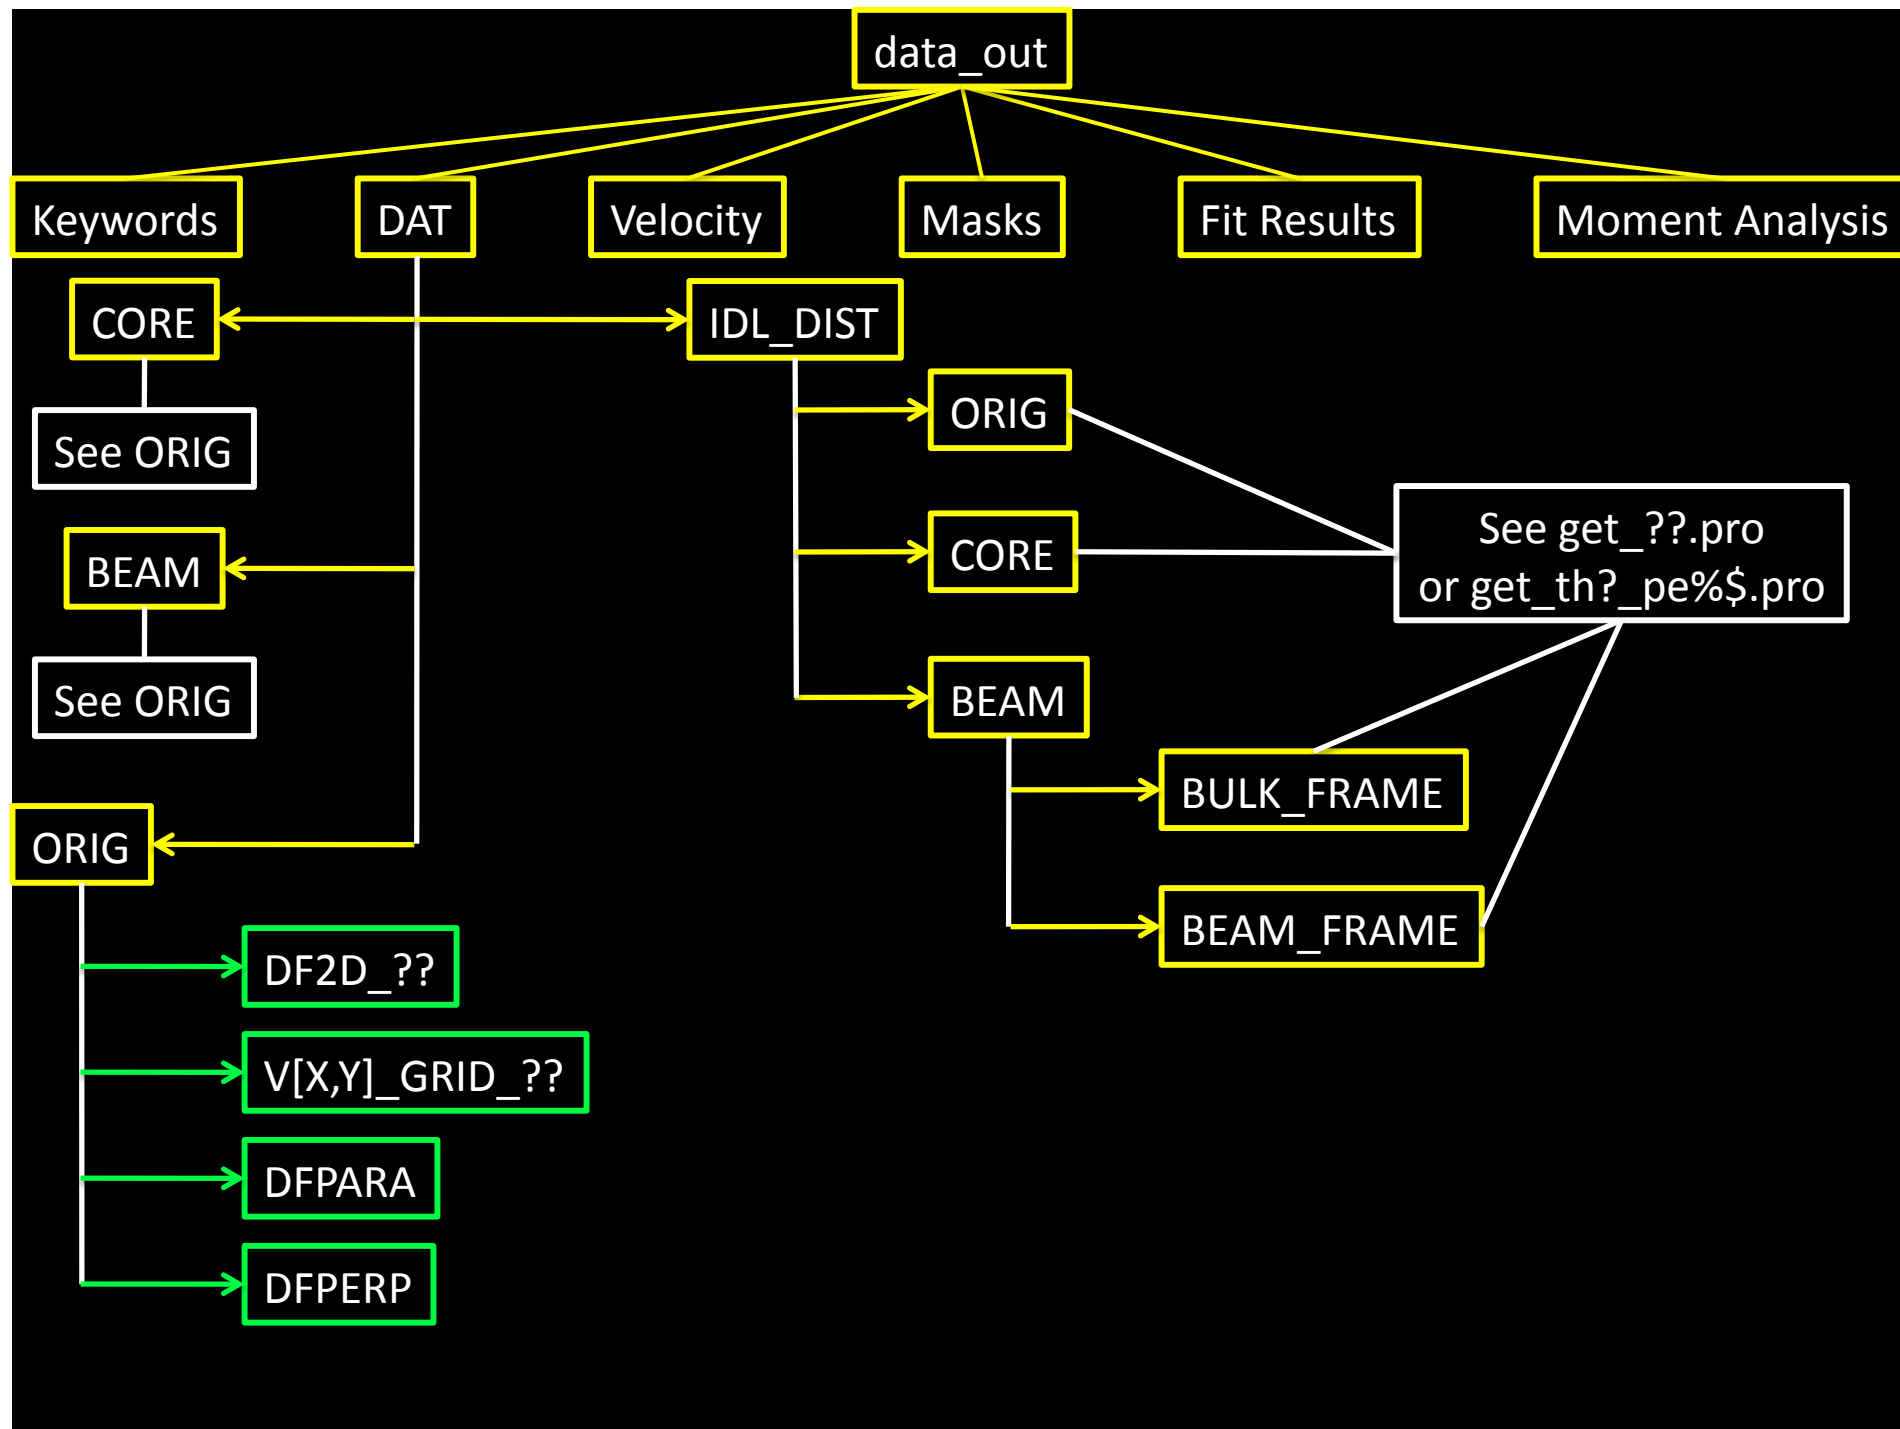 data_out
Keywords
DAT
Velocity
Masks
Fit Results
Moment Analysis
CORE
See ORIG
BEAM
See ORIG
ORIG
DF2D_??
V[X,Y]_GRID_??
DFPARA
DFPERP
IDL_DIST
ORIG
CORE
BEAM
BULK_FRAME
BEAM_FRAME
See get_??.pro
or get_th?_pe%$.pro